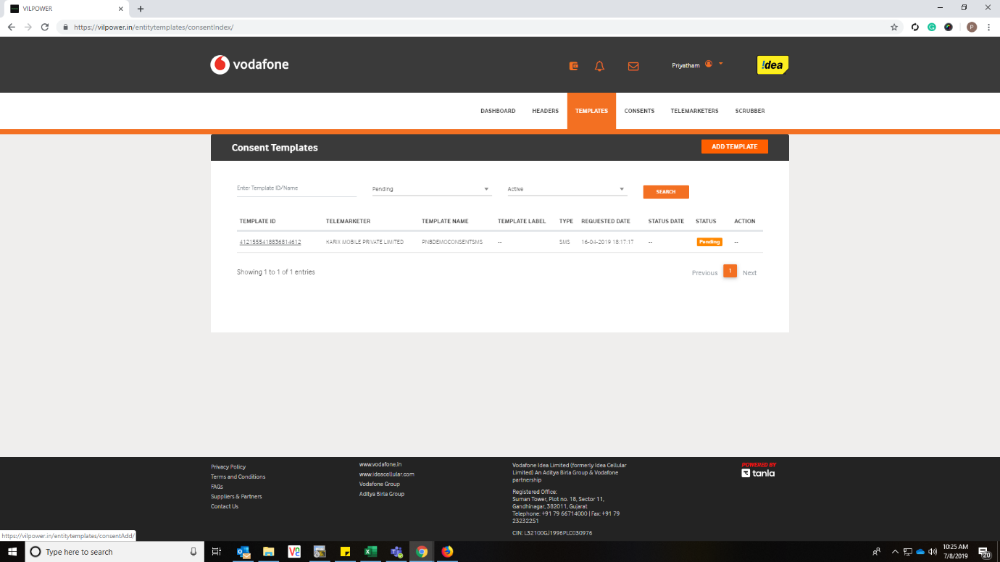 VILPOWER
https://vilpower.in/entitytemplates/consentIndex/
P
vodafone
Priyatham
!dea
DASHBOARD HEADERS TEMPLATES CONSENTS TELEMARKETERS SCRUBBER
Consent Templates
ADD TEMPLATE
Enter Template ID/Name
Pending
Active
SEARCH
TEMPLATE ID TELEMARKETER TEMPLATE NAME TEMPLATE LABEL TYPE REQUESTED DATE STATUS DATE STATUS ACTION
4121555418836814612 KARIX MOBILE PRIVATE LIMITED PNBDEMOCONSENTSMS -- SMS 16-04-2019 18:17:17 -- Pending --
Showing 1 to 1 of 1 entries
Previous 1 Next
Privacy Policy
Terms and Conditions
FAQs
Suppliers & Partners
Contact Us
www.vodafone.in
www.ideacellular.com
Vodafone Group
Aditya Birla Group
Vodafone Idea Limited (formerly Idea Cellular
Limited) An Aditya Birla Group & Vodafone
partnership
Registered Office:
Suman Tower, Plot no. 18, Sector 11,
Gandhinagar, 382011, Gujarat
Telephone: +91 79 66714000 | Fax: +91 79
23232251
CIN: L32100GJ1996PLC030976
POWERED BY
tanla
https://vilpower.in/entitytemplates/consentAdd/
Type here to search
10:25 AM
7/8/2019
20